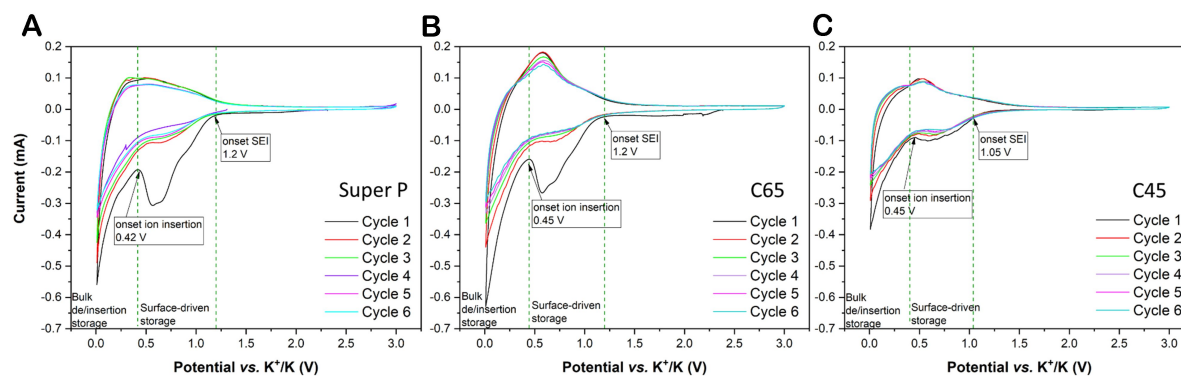 A
Current (mA)
0.2
0.1
0.0
-0.1
-0.2
-0.3
-0.4
-0.5
-0.6
-0.7
onset SEI
1.2 V
Super P
onset ion insertion
0.42 V
Cycle 1
Cycle 2
Cycle 3
Cycle 4
Cycle 5
Cycle 6
Bulk
de/insertion
storage
Surface-driven
storage
0.0 0.5 1.0 1.5 2.0 2.5 3.0
Potential vs. K⁺/K (V)
B
0.2
0.1
0.0
-0.1
-0.2
-0.3
-0.4
-0.5
-0.6
-0.7
onset SEI
1.2 V
C65
onset ion insertion
0.45 V
Cycle 1
Cycle 2
Cycle 3
Cycle 4
Cycle 5
Cycle 6
Bulk
de/insertion
storage
Surface-driven
storage
0.0 0.5 1.0 1.5 2.0 2.5 3.0
Potential vs. K⁺/K (V)
C
0.2
0.1
0.0
-0.1
-0.2
-0.3
-0.4
-0.5
-0.6
-0.7
onset SEI
1.05 V
C45
onset ion insertion
0.45 V
Cycle 1
Cycle 2
Cycle 3
Cycle 4
Cycle 5
Cycle 6
Bulk
de/insertion
storage
Surface-driven
storage
0.0 0.5 1.0 1.5 2.0 2.5 3.0
Potential vs. K⁺/K (V)